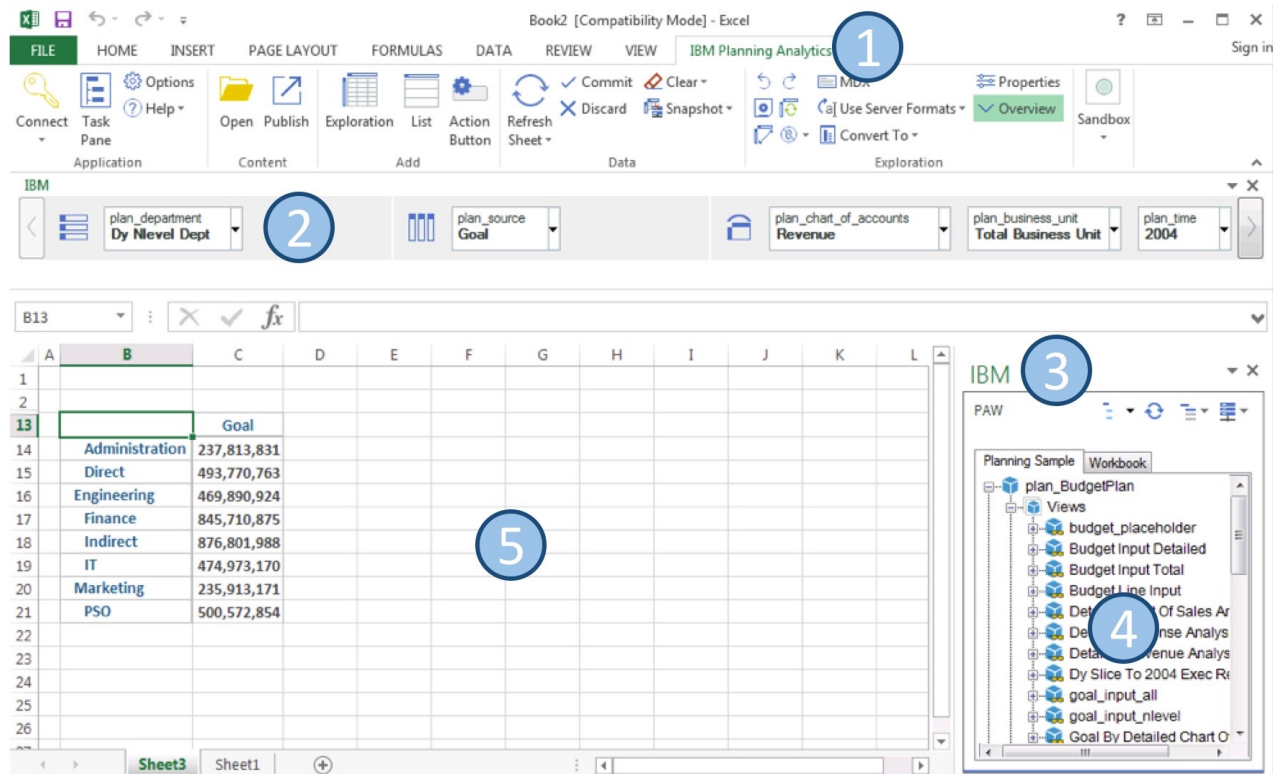 Book2 [Compatibility Mode] - Excel
?
FILE HOME INSERT PAGE LAYOUT FORMULAS DATA REVIEW VIEW IBM Planning Analytics Sign in
1
Connect Task Pane Options Help
Application
Open Publish
Content
Exploration List Action Button
Add
Refresh Sheet Commit Discard Clear Snapshot
Data
MDX Use Server Formats Convert To Properties Overview
Exploration
Sandbox
IBM
plan_department plan_source plan_chart_of_accounts plan_business_unit plan_time
Dy Nlevel Dept 2 Goal Revenue Total Business Unit 2004
B13 fx
A B C D E F G H I J K L
1
2
13 Goal
14 Administration 237,813,831
15 Direct 493,770,763
16 Engineering 469,890,924
17 Finance 845,710,875
18 Indirect 876,801,988
19 IT 474,973,170
20 Marketing 235,913,171
21 PSO 500,572,854
22
23
24
25
26
5
Sheet3 Sheet1
IBM 3
PAW
Planning Sample Workbook
plan_BudgetPlan
Views
budget_placeholder
Budget Input Detailed
Budget Input Total
Budget Line Input
Of Sales Ar
4
Dy Slice To 2004 Exec Re
goal_input_all
goal_input_nlevel
Goal By Detailed Chart O